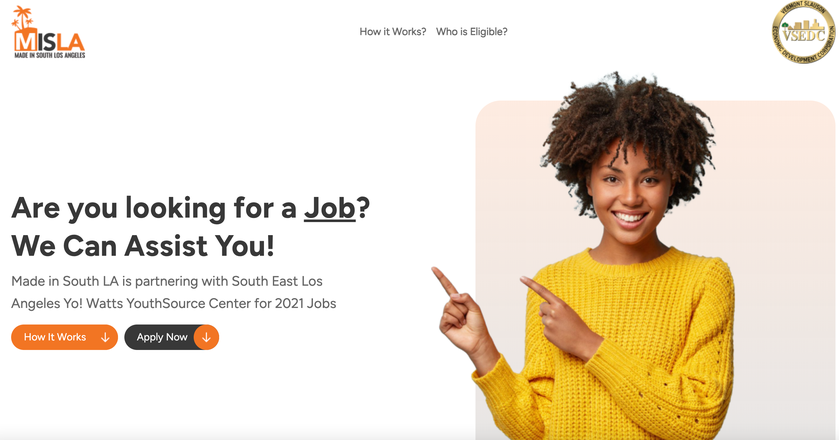 MISLA
MADE IN SOUTH LOS ANGELES
How it Works?
Who is Eligible?
VERMONT SLAUSON
VSEDC
ECONOMIC DEVELOPMENT CORPORATION
Are you looking for a Job?
We Can Assist You!
Made in South LA is partnering with South East Los
Angeles Yo! Watts YouthSource Center for 2021 Jobs
How It Works
Apply Now